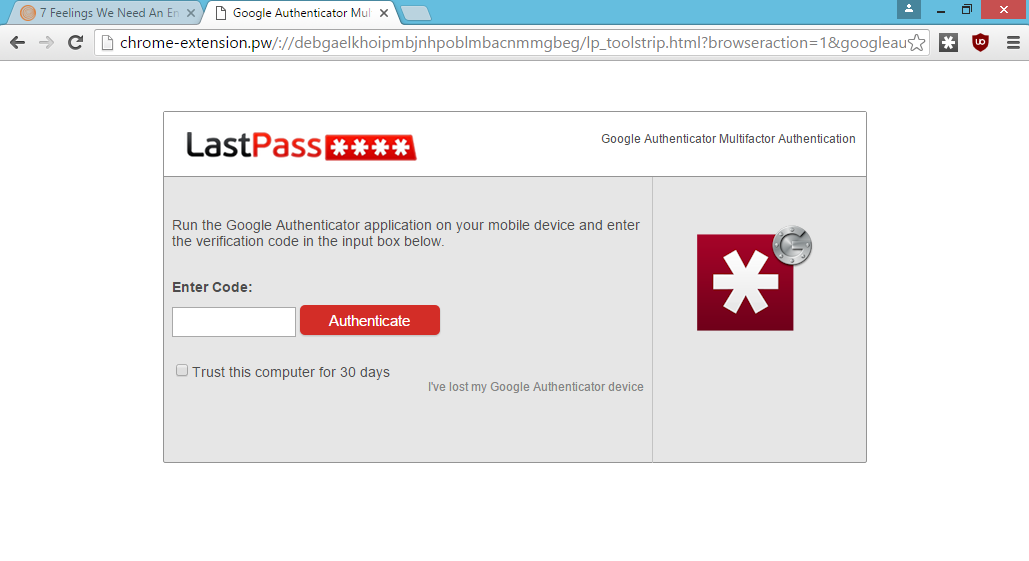 7 Feelings We Need An En
Google Authenticator Mul
chrome-extension.pw/://debgaelkhoipmbjnhpoblmbacnmmgbeg/lp_toolstrip.html?browseraction=1&googleau
LastPass ****
Google Authenticator Multifactor Authentication
Run the Google Authenticator application on your mobile device and enter
the verification code in the input box below.
Enter Code:
Authenticate
Trust this computer for 30 days
I've lost my Google Authenticator device